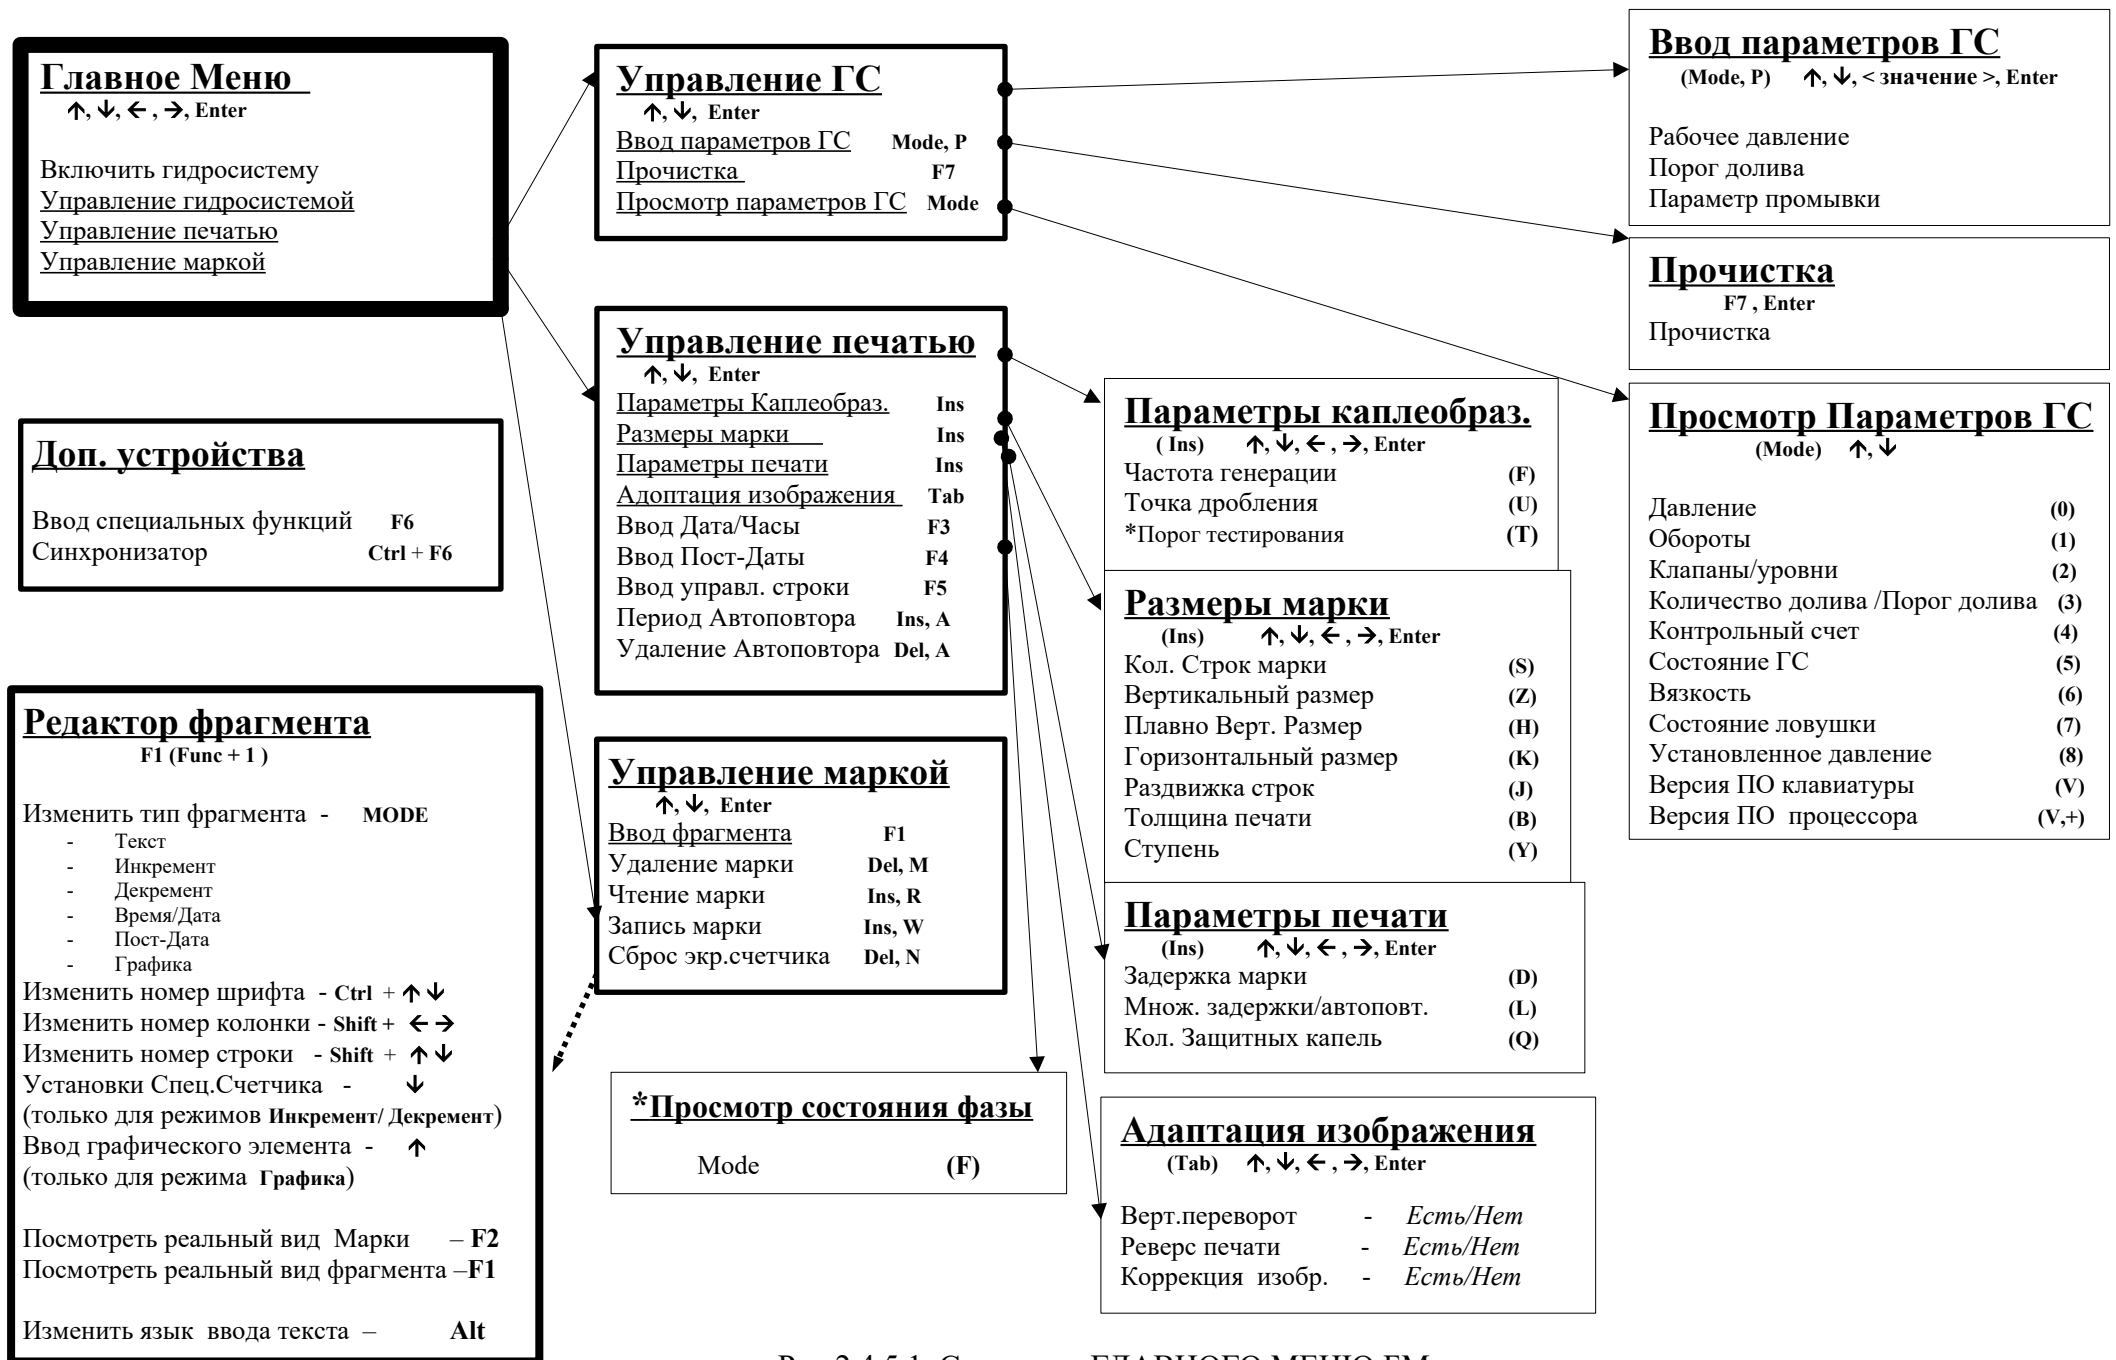 Главное Меню
↑, ↓, ←, →, Enter
Включить гидросистему
Управление гидросистемой
Управление печатью
Управление маркой
Доп. устройства
Ввод специальных функций F6
Синхронизатор Ctrl + F6
Редактор фрагмента
F1 (Func + 1 )
Изменить тип фрагмента - MODE
- Текст
- Инкремент
- Декремент
- Время/Дата
- Пост-Дата
- Графика
Изменить номер шрифта - Ctrl + ↑ ↓
Изменить номер колонки - Shift + ← →
Изменить номер строки - Shift + ↑ ↓
Установки Спец.Счетчика - ↓
(только для режимов Инкремент/ Декремент)
Ввод графического элемента - ↑
(только для режима Графика)
Посмотреть реальный вид Марки – F2
Посмотреть реальный вид фрагмента –F1
Изменить язык ввода текста – Alt
Управление ГС
↑, ↓, Enter
Ввод параметров ГС Mode, P
Прочистка F7
Просмотр параметров ГС Mode
Управление печатью
↑, ↓, Enter
Параметры Каплеобраз. Ins
Размеры марки Ins
Параметры печати Ins
Адоптация изображения Tab
Ввод Дата/Часы F3
Ввод Пост-Даты F4
Ввод управл. строки F5
Период Автоповтора Ins, A
Удаление Автоповтора Del, A
Управление маркой
↑, ↓, Enter
Ввод фрагмента F1
Удаление марки Del, M
Чтение марки Ins, R
Запись марки Ins, W
Сброс экр.счетчика Del, N
*Просмотр состояния фазы
Mode (F)
Параметры каплеобраз.
( Ins) ↑, ↓, ← , →, Enter
Частота генерации (F)
Точка дробления (U)
*Порог тестирования (T)
Размеры марки
(Ins) ↑, ↓, ← , →, Enter
Кол. Строк марки (S)
Вертикальный размер (Z)
Плавно Верт. Размер (H)
Горизонтальный размер (K)
Раздвижка строк (J)
Толщина печати (B)
Ступень (Y)
Параметры печати
(Ins) ↑, ↓, ← , →, Enter
Задержка марки (D)
Множ. задержки/автоповт. (L)
Кол. Защитных капель (Q)
Адаптация изображения
(Tab) ↑, ↓, ← , →, Enter
Верт.переворот - Есть/Нет
Реверс печати - Есть/Нет
Коррекция изобр. - Есть/Нет
Ввод параметров ГС
(Mode, P) ↑, ↓, < значение >, Enter
Рабочее давление
Порог долива
Параметр промывки
Прочистка
F7 , Enter
Прочистка
Просмотр Параметров ГС
(Mode) ↑, ↓
Давление (0)
Обороты (1)
Клапаны/уровни (2)
Количество долива /Порог долива (3)
Контрольный счет (4)
Состояние ГС (5)
Вязкость (6)
Состояние ловушки (7)
Установленное давление (8)
Версия ПО клавиатуры (V)
Версия ПО процессора (V,+)
2.4.5.1. ГЛАВНОГО МЕНЮ